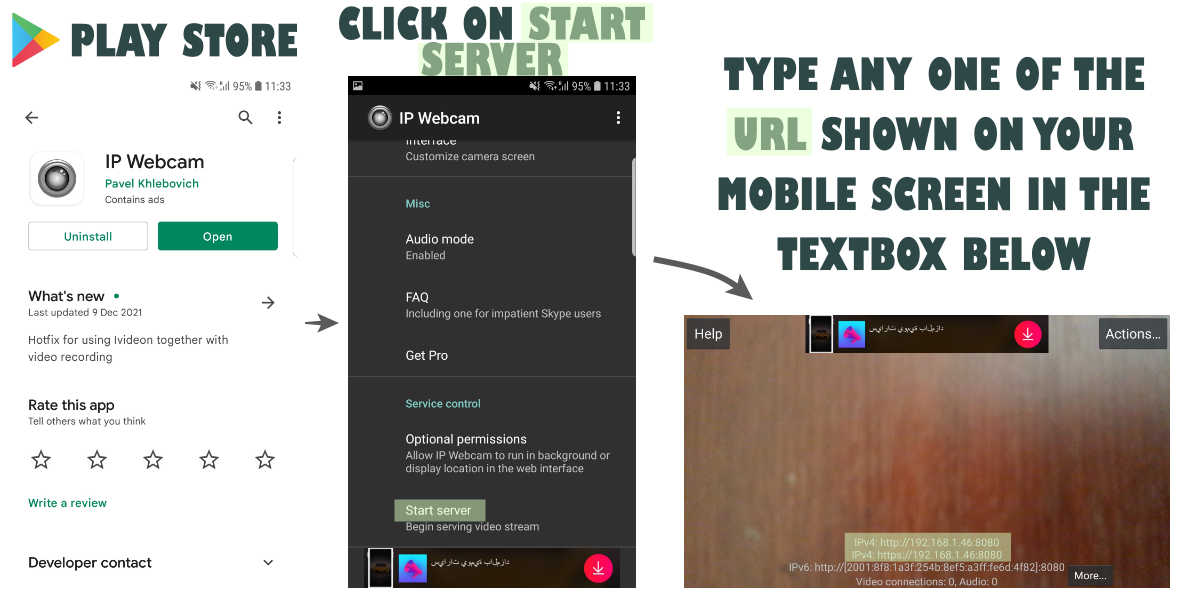 PLAY STORE
95% 11:33
IP Webcam
Pavel Khlebovich
Contains ads
Uninstall
Open
What's new
Last updated 9 Dec 2021
Hotfix for using Ivideon together with
video recording
Rate this app
Tell others what you think
Write a review
Developer contact
CLICK ON START
SERVER
95% 11:33
IP Webcam
Interface
Customize camera screen
Misc
Audio mode
Enabled
FAQ
Including one for impatient Skype users
Get Pro
Service control
Optional permissions
Allow IP Webcam to run in background or
display location in the web interface
Start server
Begin serving video stream
سيارات يومية بالمزاد
TYPE ANY ONE OF THE
URL SHOWN ON YOUR
MOBILE SCREEN IN THE
TEXTBOX BELOW
Help
سيارات يومية بالمزاد
Actions...
IPv4: http://192.168.1.46:8080
IPv4: https://192.168.1.46:8080
IPv6: http://[2001:8f8:1a3f:254b:8ef5:a3ff:fe6d:4f82]:8080
Video connections: 0, Audio: 0
More...